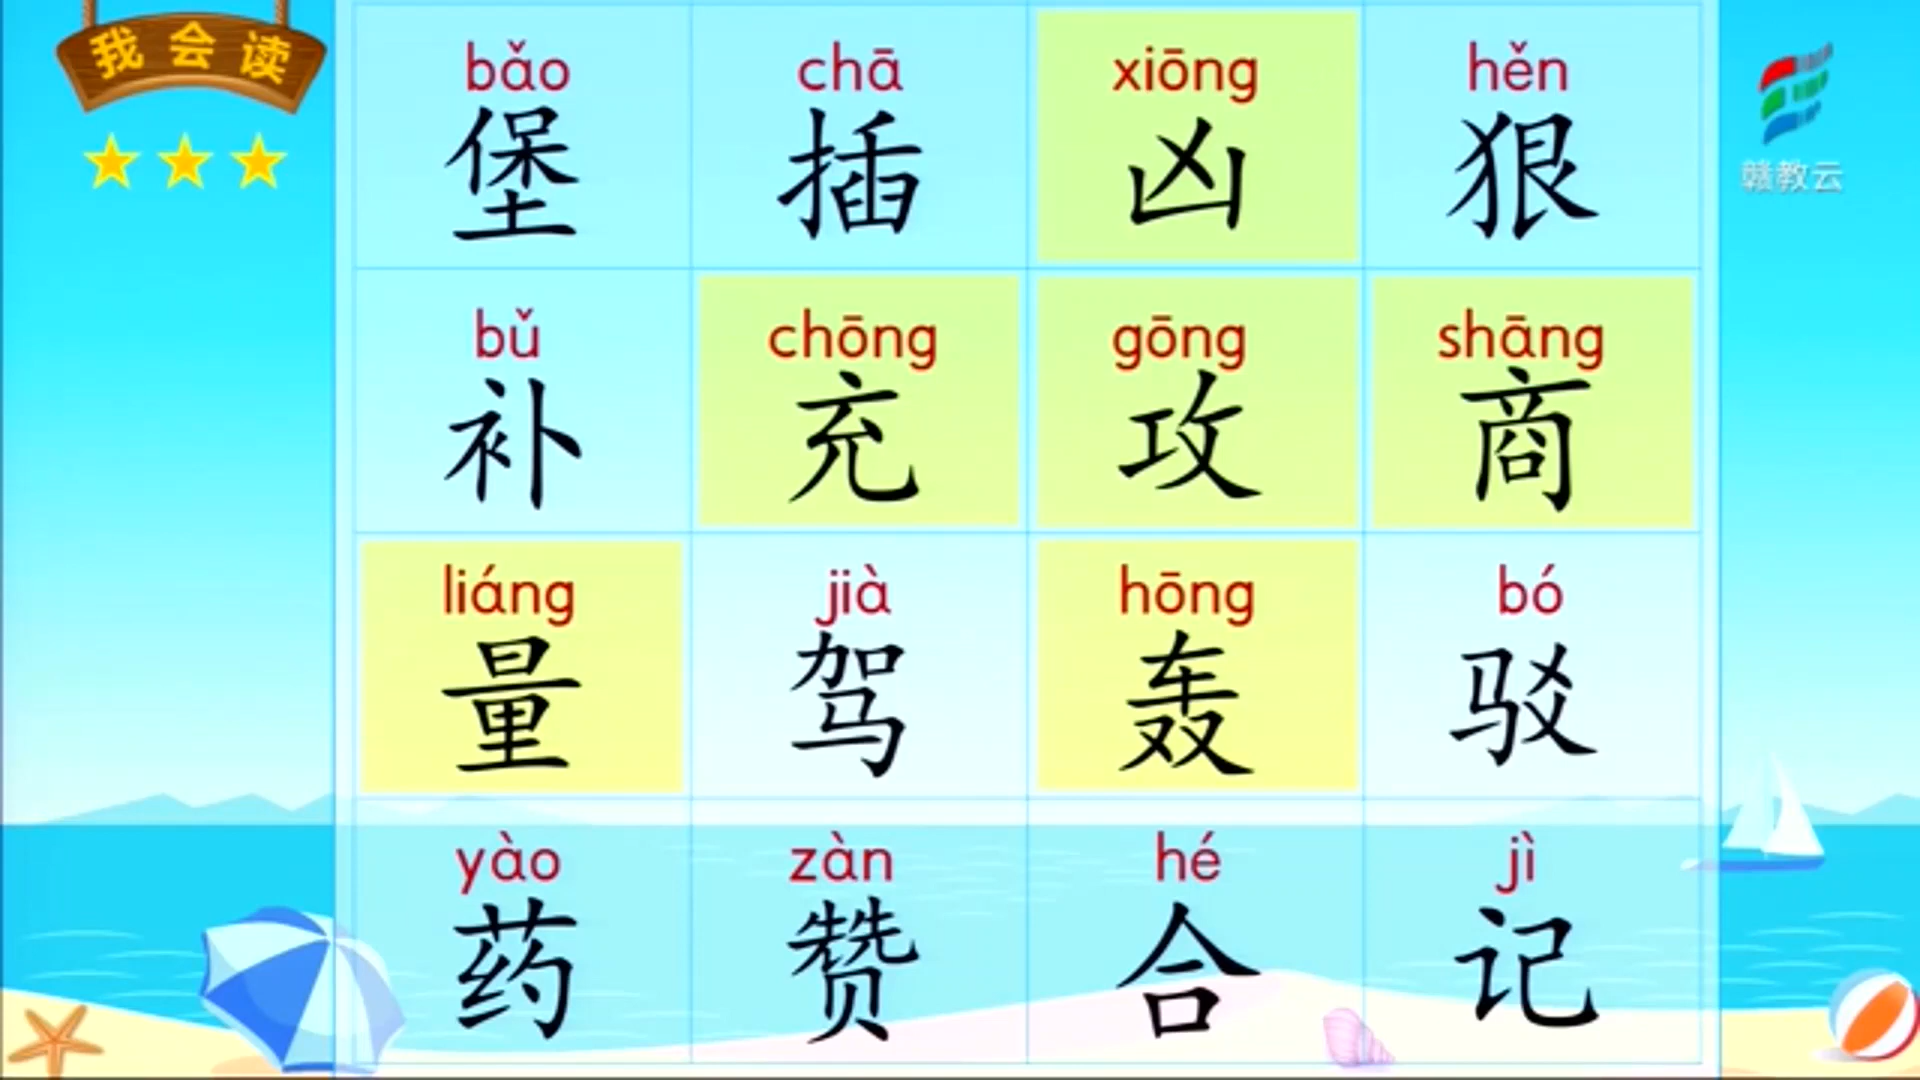 我会读
bǎo chā xiōng hěn
堡 插 凶 狠
bǔ chōng gōng shāng
补 充 攻 商
liáng jià hōng bó
量 驾 轰 驳
yào zàn hé jì
药 赞 合 记
赣教云